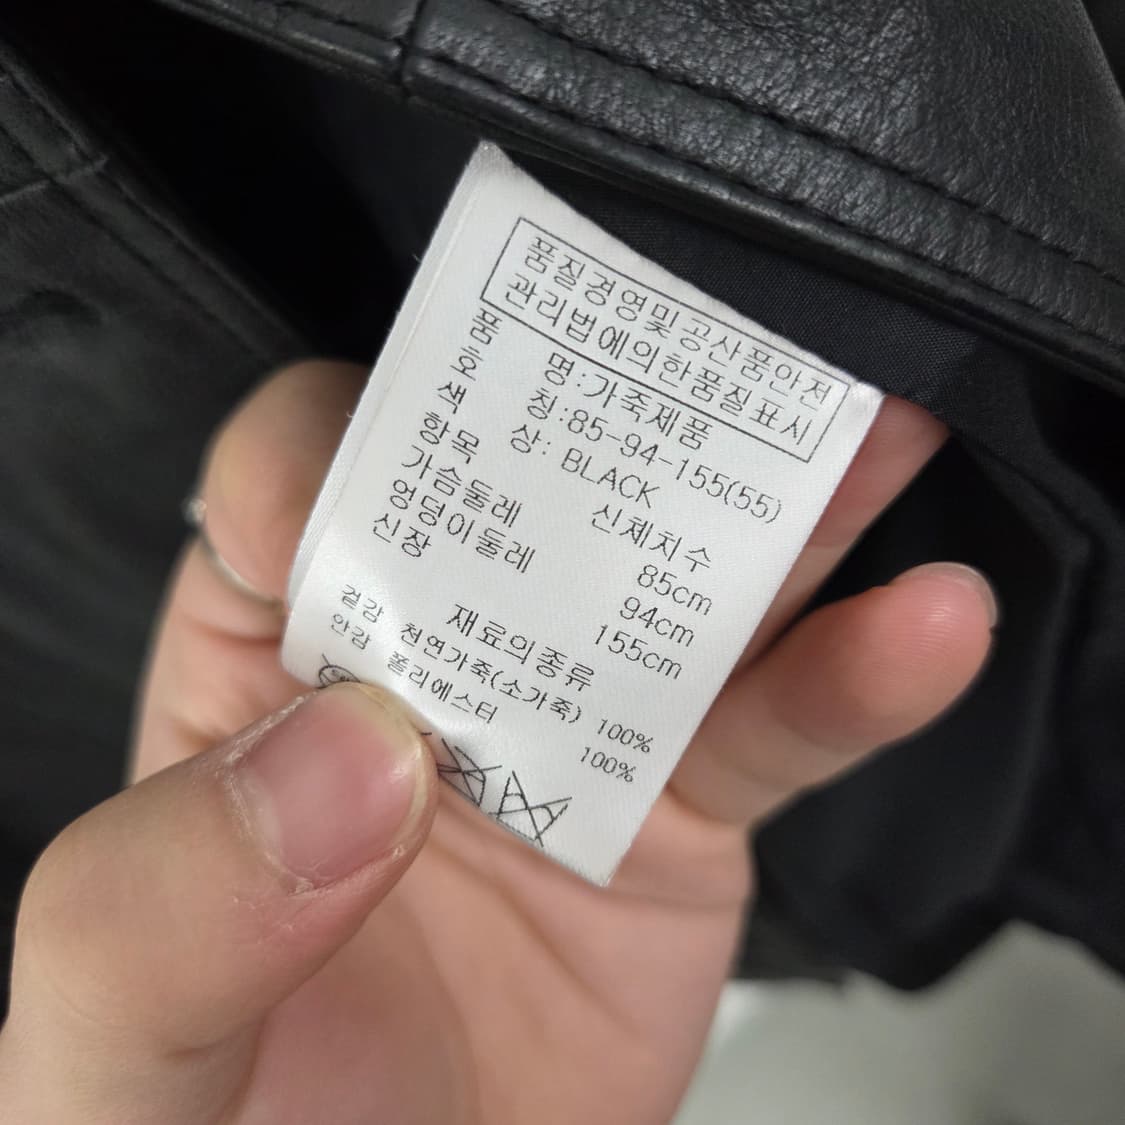 품질경영및공산품안전
관리법에의한품질표시
품 명:가죽제품
호 칭:85-94-155(55)
색 상: BLACK
항목 신체치수
가슴둘레 85cm
엉덩이둘레 94cm
신장 155cm
재료의종류
겉감 천연가죽(소가죽) 100%
안감 폴리에스터 100%